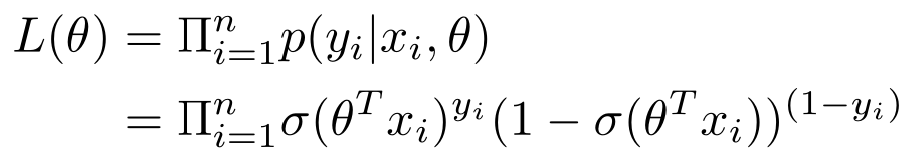 L(θ) = Π_{i=1}^{n} p(y_i|x_i, θ)
= Π_{i=1}^{n} σ(θ^T x_i)^{y_i} (1 − σ(θ^T x_i))^{(1−y_i)}